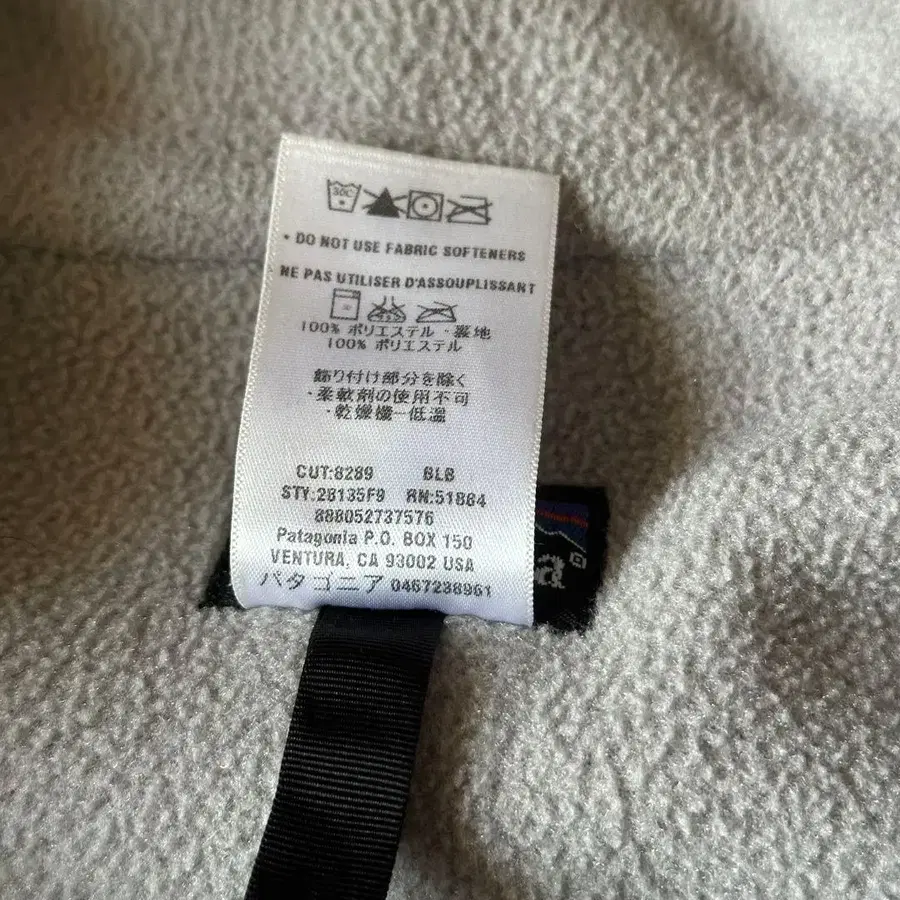 30C
• DO NOT USE FABRIC SOFTENERS
NE PAS UTILISER D'ASSOUPLISSANT
100% ポリエステル・裏地
100% ポリエステル
飾り付け部分を除く
・柔軟剤の使用不可
・乾燥機一低温
CUT:8289 BLB
STY:28135F9 RN:51884
888052737576
Patagonia P.O. BOX 150
VENTURA, CA 93002 USA
パタゴニア 0467238961